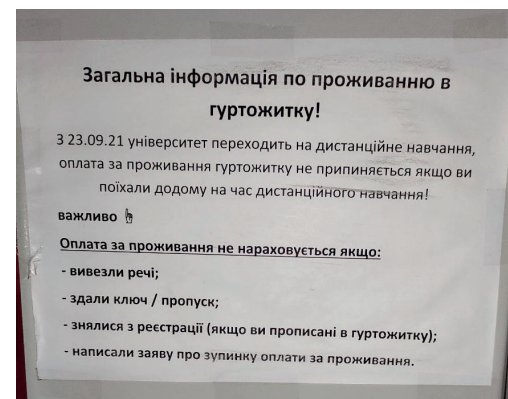 Загальна інформація по проживанню в
гуртожитку!
З 23.09.21 університет переходить на дистанційне навчання,
оплата за проживання гуртожитку не припиняється якщо ви
поїхали додому на час дистанційного навчання!
важливо 👆
Оплата за проживання не нараховується якщо:
- вивезли речі;
- здали ключ / пропуск;
- знялися з реєстрації (якщо ви прописані в гуртожитку);
- написали заяву про зупинку оплати за проживання.